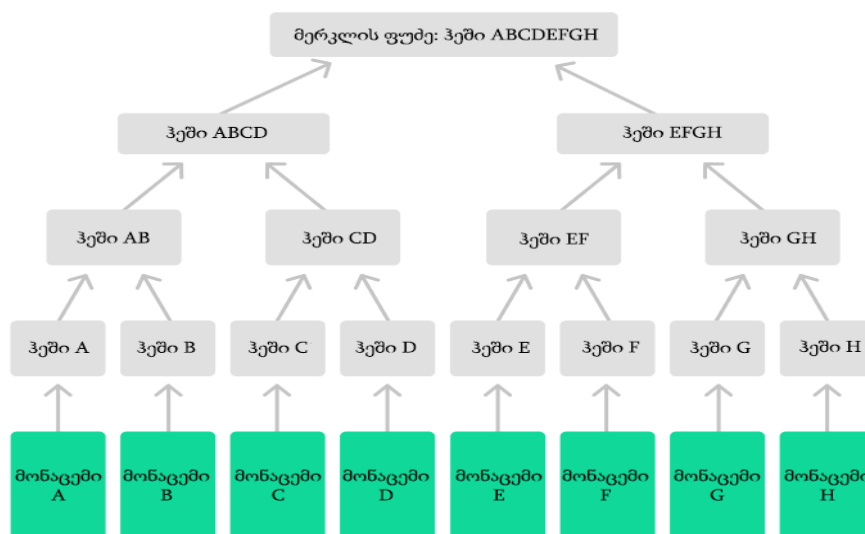 მერკლის ფუძე: ჰეში ABCDEFGH
ჰეში ABCD
ჰეში EFGH
ჰეში AB
ჰეში CD
ჰეში EF
ჰეში GH
ჰეში A
ჰეში B
ჰეში C
ჰეში D
ჰეში E
ჰეში F
ჰეში G
ჰეში H
მონაცემი
A
მონაცემი
B
მონაცემი
C
მონაცემი
D
მონაცემი
E
მონაცემი
F
მონაცემი
G
მონაცემი
H